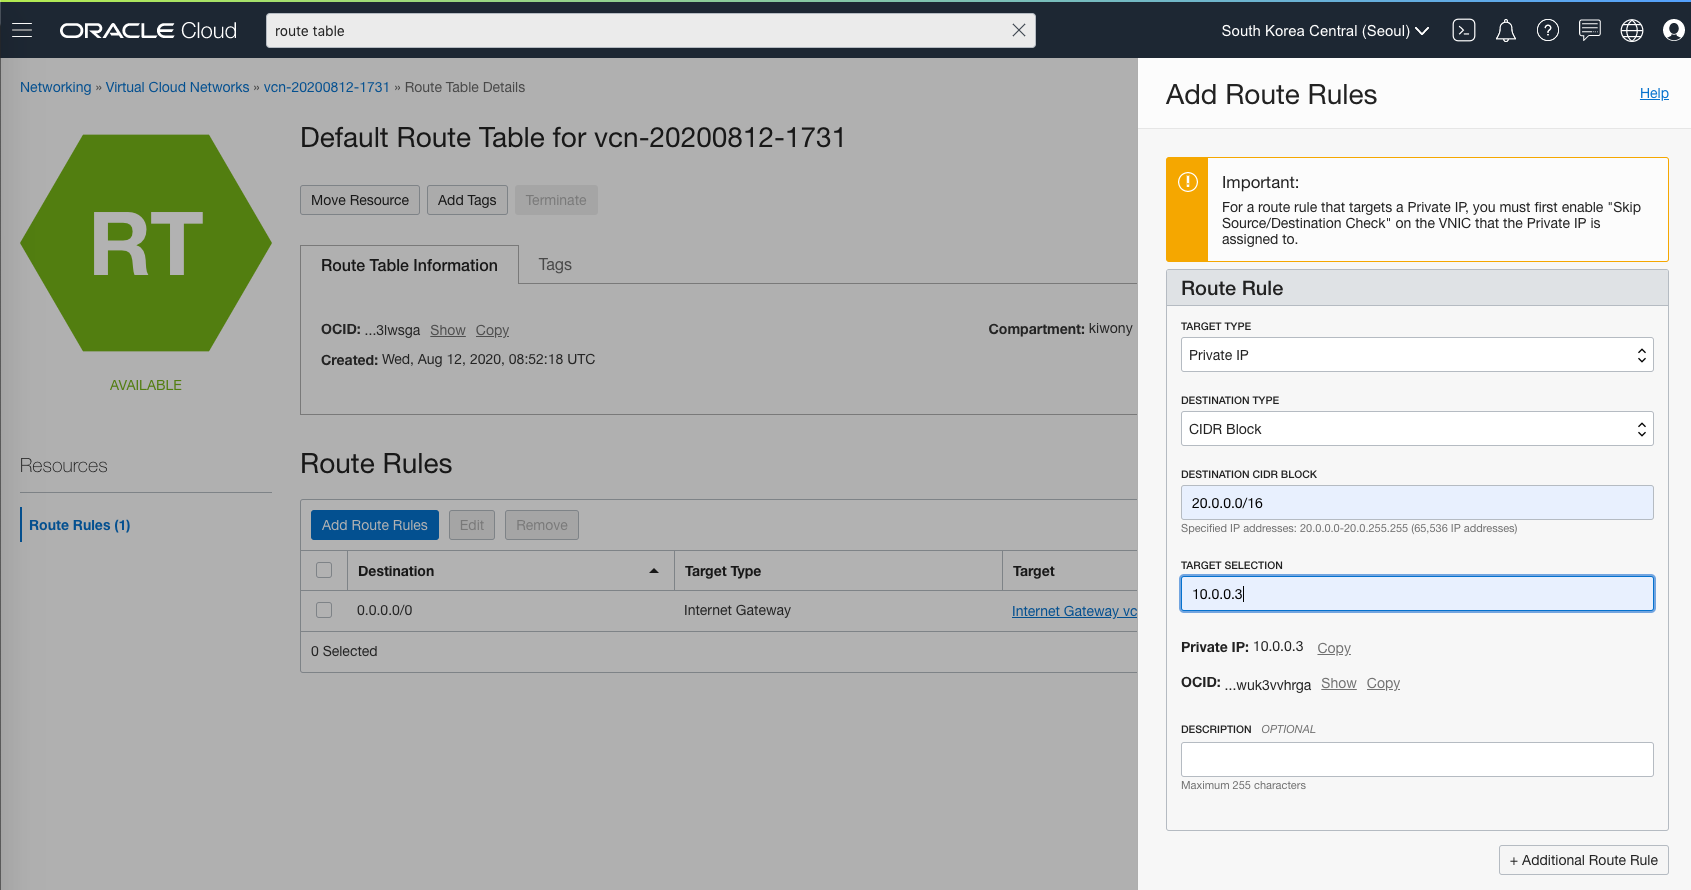 ORACLE Cloud
route table
South Korea Central (Seoul)
Networking » Virtual Cloud Networks » vcn-20200812-1731 » Route Table Details
RT
AVAILABLE
Default Route Table for vcn-20200812-1731
Move Resource Add Tags Terminate
Route Table Information Tags
OCID: ...3lwsga Show Copy
Compartment: kiwony
Created: Wed, Aug 12, 2020, 08:52:18 UTC
Resources
Route Rules (1)
Route Rules
Add Route Rules Edit Remove
Destination Target Type Target
0.0.0.0/0 Internet Gateway Internet Gateway vc
0 Selected
Add Route Rules
Help
Important:
For a route rule that targets a Private IP, you must first enable "Skip
Source/Destination Check" on the VNIC that the Private IP is
assigned to.
Route Rule
TARGET TYPE
Private IP
DESTINATION TYPE
CIDR Block
DESTINATION CIDR BLOCK
20.0.0.0/16
Specified IP addresses: 20.0.0.0-20.0.255.255 (65,536 IP addresses)
TARGET SELECTION
10.0.0.3
Private IP: 10.0.0.3 Copy
OCID: ...wuk3vvhrga Show Copy
DESCRIPTION OPTIONAL
Maximum 255 characters
+ Additional Route Rule